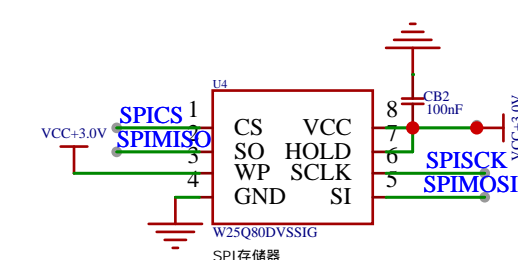 U4
CB2
100nF
SPICS
1
8
VCC+3.0V
SPIMISO
2
7
CS
VCC
VCC+3.0V
3
6
SO
HOLD
SPISCK
4
5
WP
SCLK
SPIMOSI
GND
SI
W25Q80DVSSIG
SPI存储器